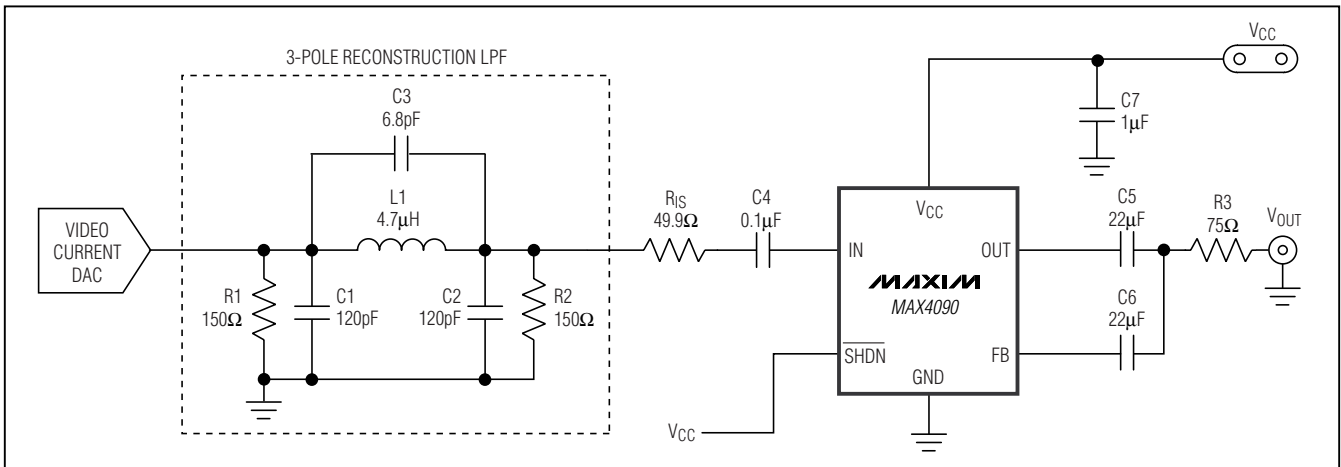 3-POLE RECONSTRUCTION LPF
VCC
C3
6.8pF
C7
1µF
L1
4.7µH
RIS
49.9Ω
C4
0.1µF
VCC
C5
22µF
R3
75Ω
VOUT
VIDEO
CURRENT
DAC
IN
OUT
MAXIM
MAX4090
R1
150Ω
C1
120pF
C2
120pF
R2
150Ω
C6
22µF
SHDN
FB
GND
VCC